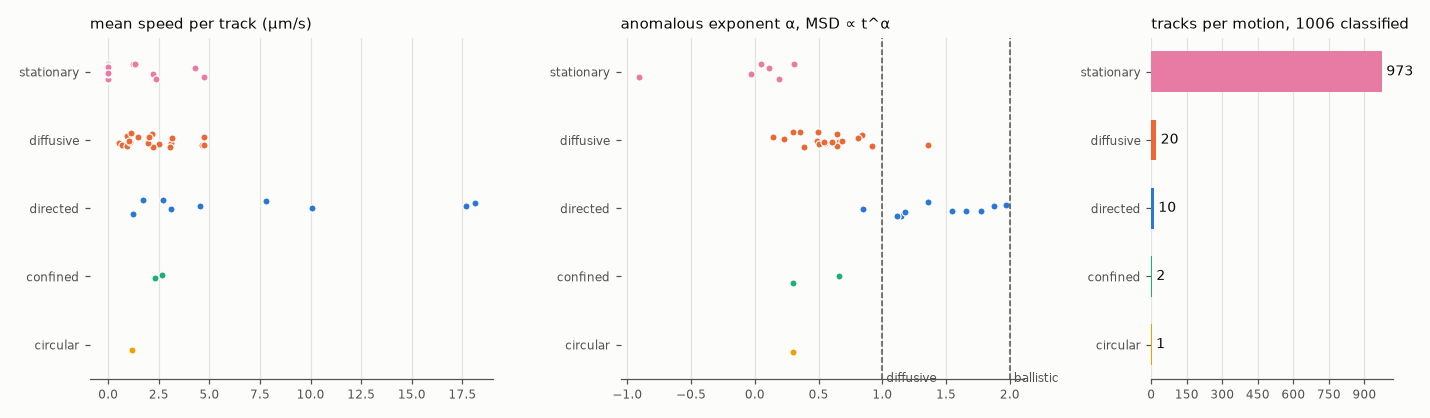 mean speed per track (µm/s)
stationary
diffusive
directed
confined
circular
0.0 2.5 5.0 7.5 10.0 12.5 15.0 17.5
anomalous exponent α, MSD ∝ t^α
stationary
diffusive
directed
confined
circular
diffusive ballistic
−1.0 −0.5 0.0 0.5 1.0 1.5 2.0
tracks per motion, 1006 classified
stationary 973
diffusive 20
directed 10
confined 2
circular 1
0 150 300 450 600 750 900